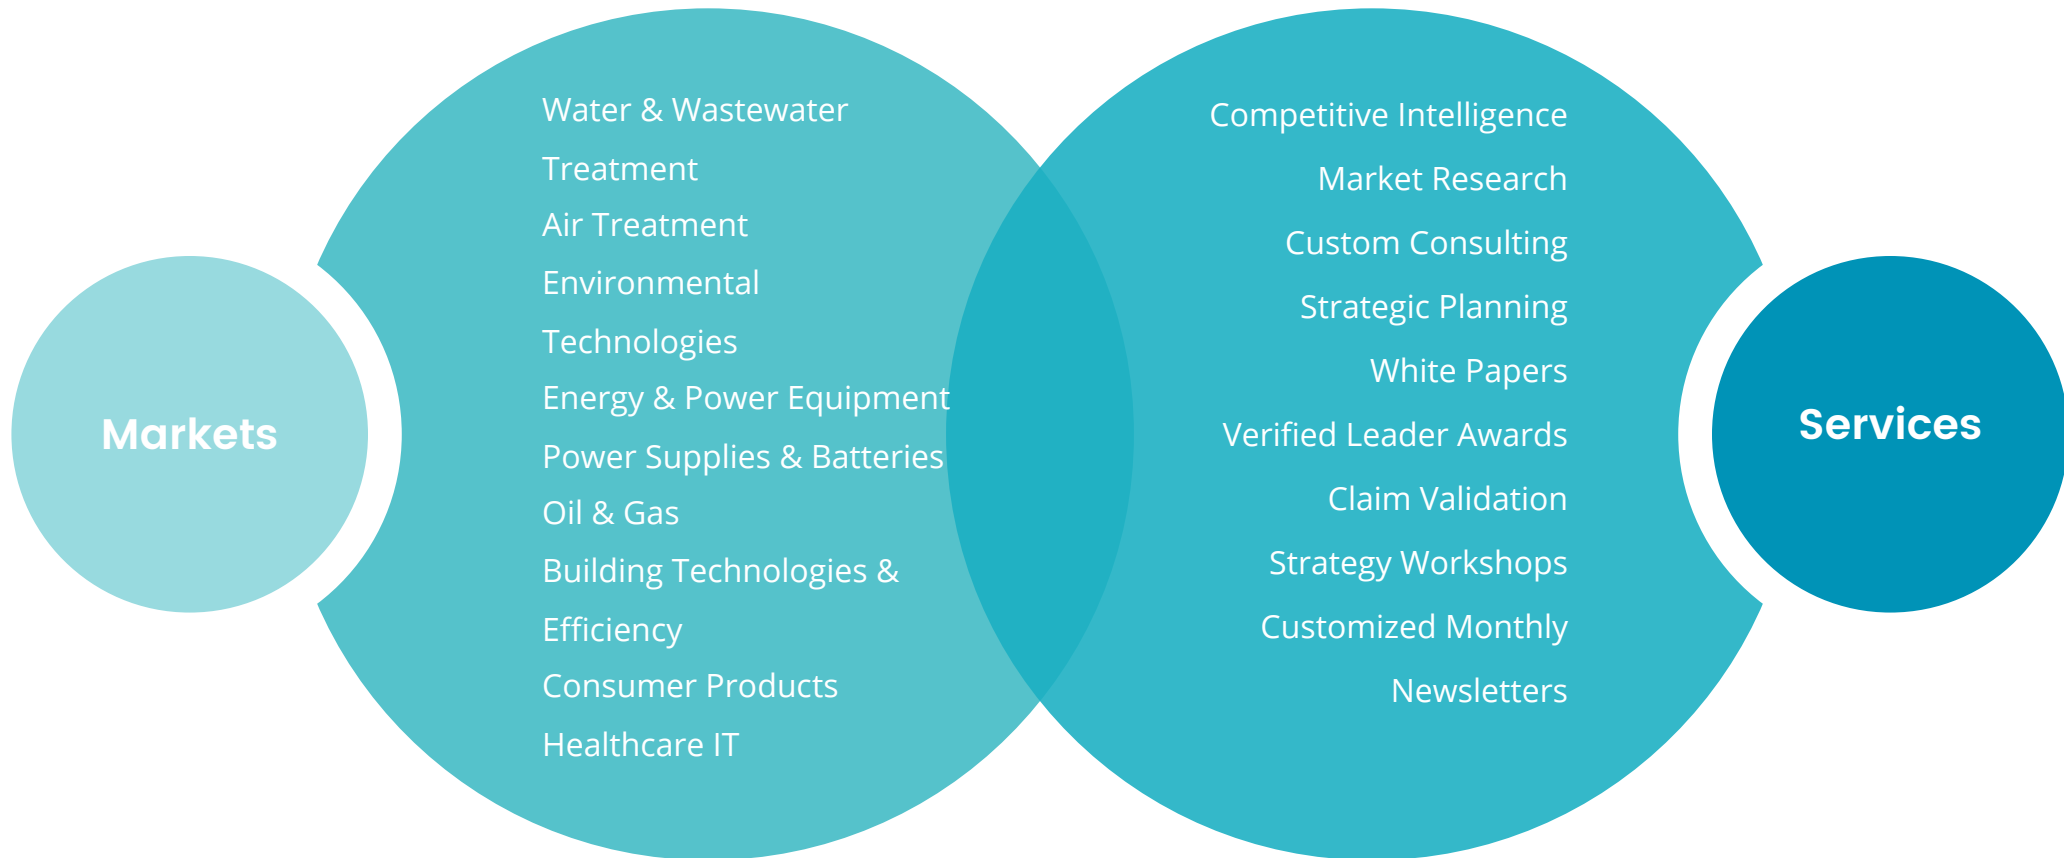 Markets
Water & Wastewater
Treatment
Air Treatment
Environmental
Technologies
Energy & Power Equipment
Power Supplies & Batteries
Oil & Gas
Building Technologies &
Efficiency
Consumer Products
Healthcare IT
Competitive Intelligence
Market Research
Custom Consulting
Strategic Planning
White Papers
Verified Leader Awards
Claim Validation
Strategy Workshops
Customized Monthly
Newsletters
Services